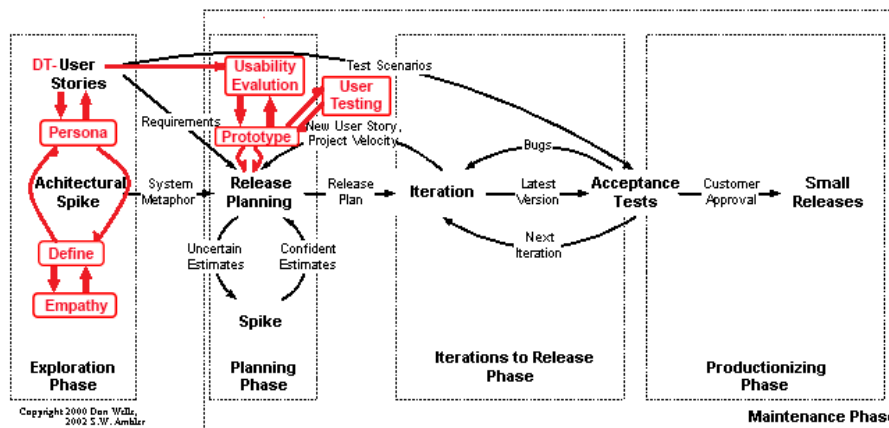 DT-User
Stories
Persona
Achitectural
Spike
Define
Empathy
Exploration
Phase
Copyright 2000 Don Wells,
2002 S.W. Ambler
Requirements
System
Metaphor
Usability
Evalution
User
Testing
Prototype
Release
Planning
Uncertain
Estimates
Confident
Estimates
Spike
Planning
Phase
Test Scenarios
New User Story,
Project Velocity
Release
Plan
Iteration
Bugs
Latest
Version
Next
Iteration
Iterations to Release
Phase
Acceptance
Tests
Customer
Approval
Small
Releases
Productionizing
Phase
Maintenance Phase